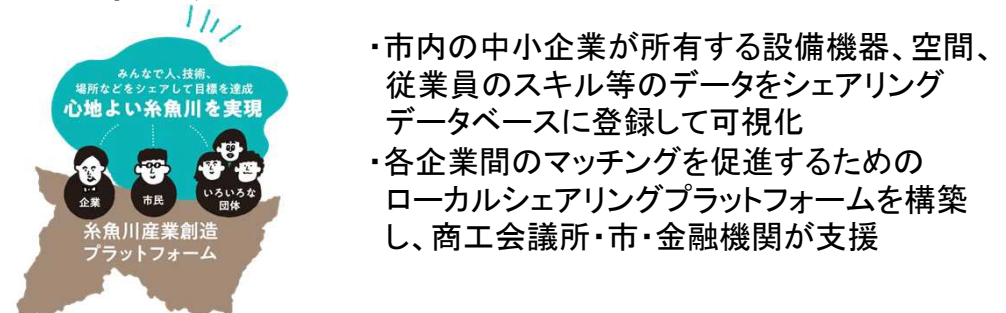 みんなで人、技術、
場所などをシェアして目標を達成
心地よい糸魚川を実現
企業
市民
いろいろな
団体
糸魚川産業創造
プラットフォーム
・市内の中小企業が所有する設備機器、空間、
従業員のスキル等のデータをシェアリング
データベースに登録して可視化
・各企業間のマッチングを促進するための
ローカルシェアリングプラットフォームを構築
し、商工会議所・市・金融機関が支援